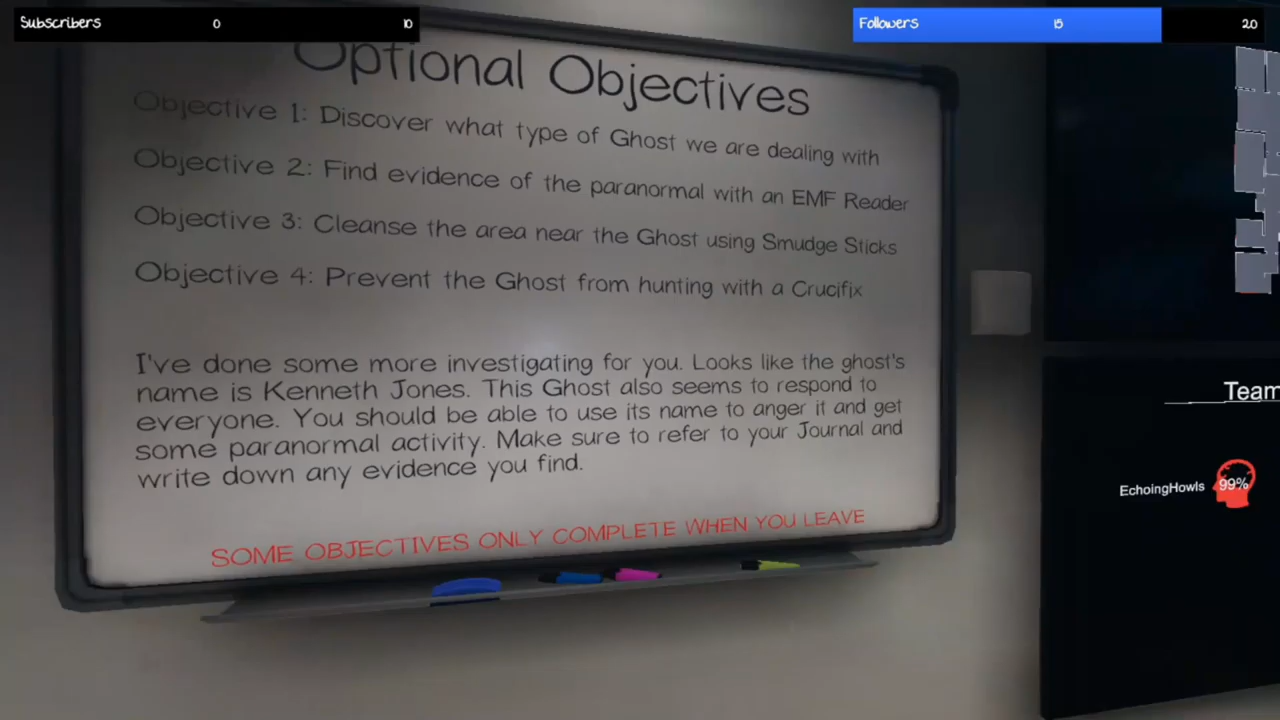 Subscribers 0 10
Followers 15 20
Optional Objectives
Objective 1: Discover what type of Ghost we are dealing with
Objective 2: Find evidence of the paranormal with an EMF Reader
Objective 3: Cleanse the area near the Ghost using Smudge Sticks
Objective 4: Prevent the Ghost from hunting with a Crucifix
I've done some more investigating for you. Looks like the ghost's
name is Kenneth Jones. This Ghost also seems to respond to
everyone. You should be able to use its name to anger it and get
some paranormal activity. Make sure to refer to your Journal and
write down any evidence you find.
SOME OBJECTIVES ONLY COMPLETE WHEN YOU LEAVE
Team
EchoingHowls 99%